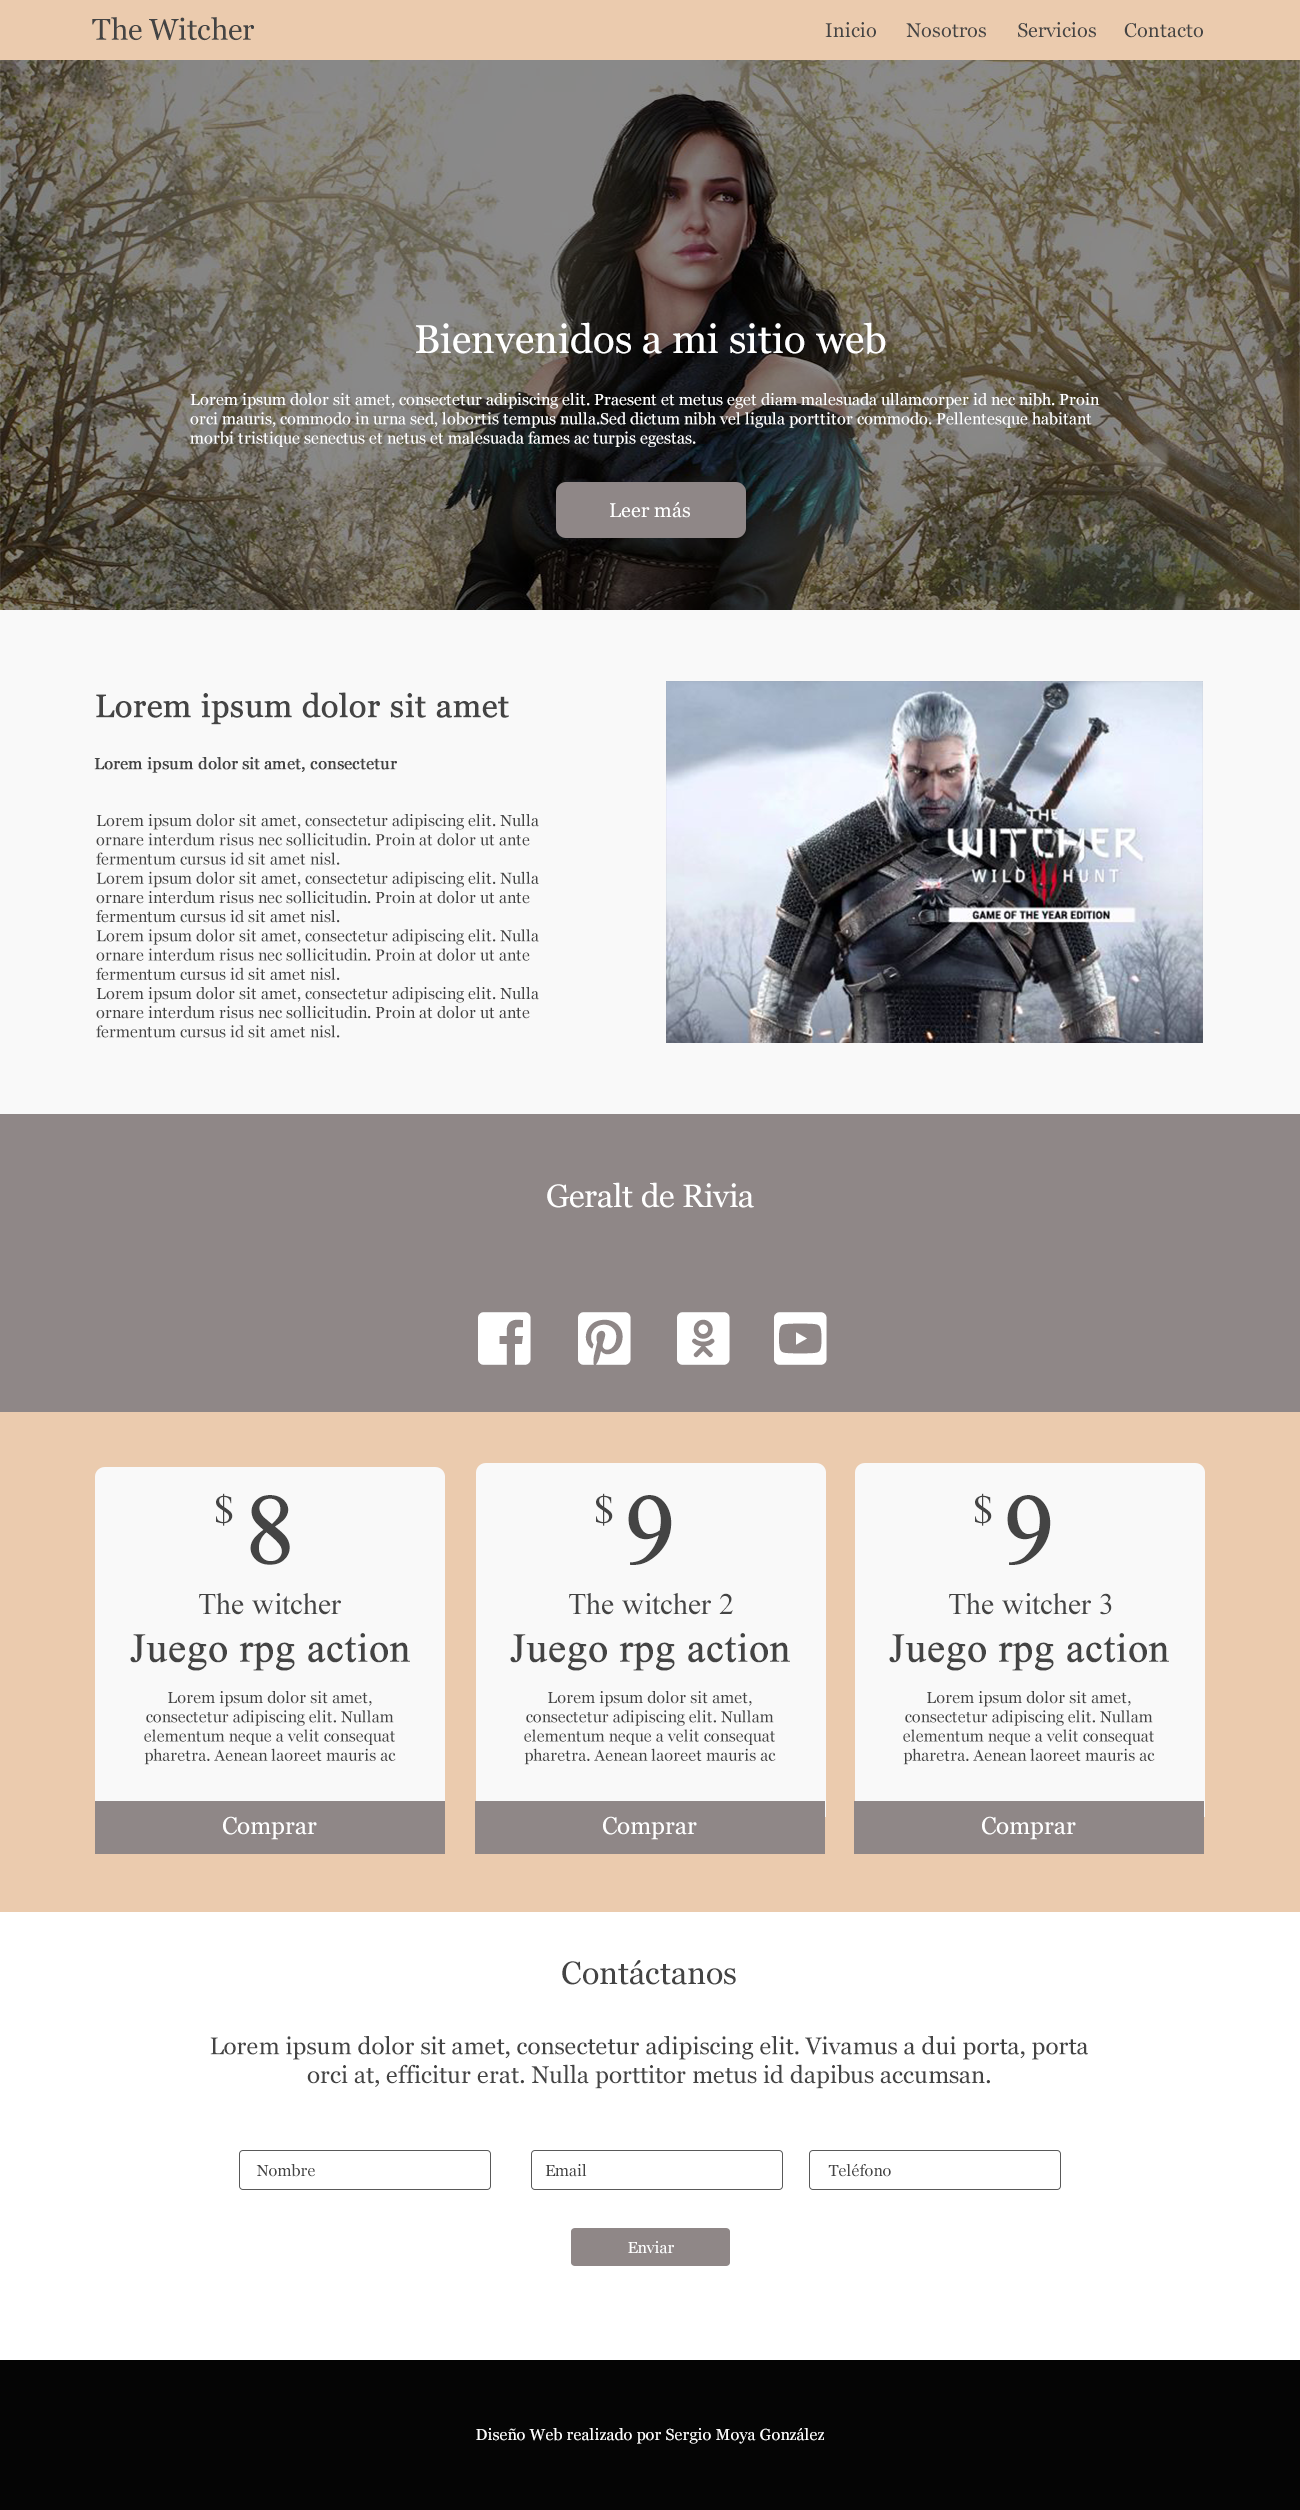 The Witcher
Inicio Nosotros Servicios Contacto
Bienvenidos a mi sitio web
Lorem ipsum dolor sit amet, consectetur adipiscing elit. Praesent et metus eget diam malesuada ullamcorper id nec nibh. Proin
orci mauris, commodo in urna sed, lobortis tempus nulla.Sed dictum nibh vel ligula porttitor commodo. Pellentesque habitant
morbi tristique senectus et netus et malesuada fames ac turpis egestas.
Leer más
Lorem ipsum dolor sit amet
Lorem ipsum dolor sit amet, consectetur
Lorem ipsum dolor sit amet, consectetur adipiscing elit. Nulla
ornare interdum risus nec sollicitudin. Proin at dolor ut ante
fermentum cursus id sit amet nisl.
Lorem ipsum dolor sit amet, consectetur adipiscing elit. Nulla
ornare interdum risus nec sollicitudin. Proin at dolor ut ante
fermentum cursus id sit amet nisl.
Lorem ipsum dolor sit amet, consectetur adipiscing elit. Nulla
ornare interdum risus nec sollicitudin. Proin at dolor ut ante
fermentum cursus id sit amet nisl.
Lorem ipsum dolor sit amet, consectetur adipiscing elit. Nulla
ornare interdum risus nec sollicitudin. Proin at dolor ut ante
fermentum cursus id sit amet nisl.
THE
WITCHER
WILD HUNT
GAME OF THE YEAR EDITION
Geralt de Rivia
$ 8
The witcher
Juego rpg action
Lorem ipsum dolor sit amet,
consectetur adipiscing elit. Nullam
elementum neque a velit consequat
pharetra. Aenean laoreet mauris ac
Comprar
$ 9
The witcher 2
Juego rpg action
Lorem ipsum dolor sit amet,
consectetur adipiscing elit. Nullam
elementum neque a velit consequat
pharetra. Aenean laoreet mauris ac
Comprar
$ 9
The witcher 3
Juego rpg action
Lorem ipsum dolor sit amet,
consectetur adipiscing elit. Nullam
elementum neque a velit consequat
pharetra. Aenean laoreet mauris ac
Comprar
Contáctanos
Lorem ipsum dolor sit amet, consectetur adipiscing elit. Vivamus a dui porta, porta
orci at, efficitur erat. Nulla porttitor metus id dapibus accumsan.
Nombre Email Teléfono
Enviar
Diseño Web realizado por Sergio Moya González